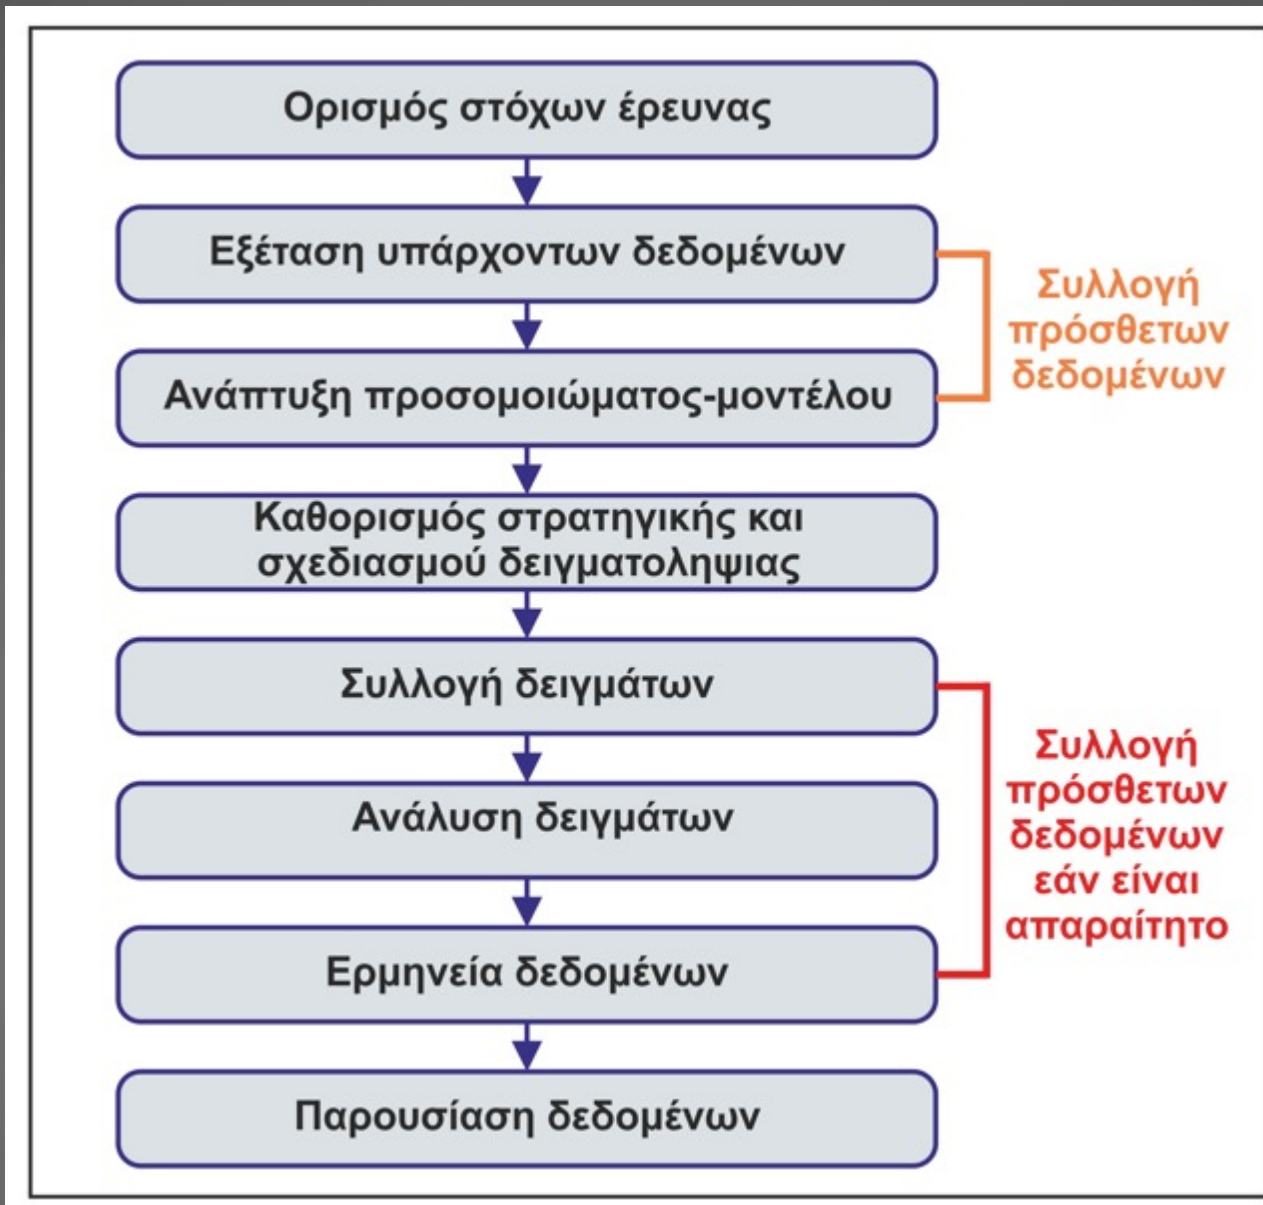 Ορισμός στόχων έρευνας
Εξέταση υπάρχοντων δεδομένων
Συλλογή
πρόσθετων
δεδομένων
Ανάπτυξη προσομοιώματος-μοντέλου
Καθορισμός στρατηγικής και
σχεδιασμού δειγματοληψιας
Συλλογή δειγμάτων
Ανάλυση δειγμάτων
Ερμηνεία δεδομένων
Συλλογή
πρόσθετων
δεδομένων
εάν είναι
απαραίτητο
Παρουσίαση δεδομένων